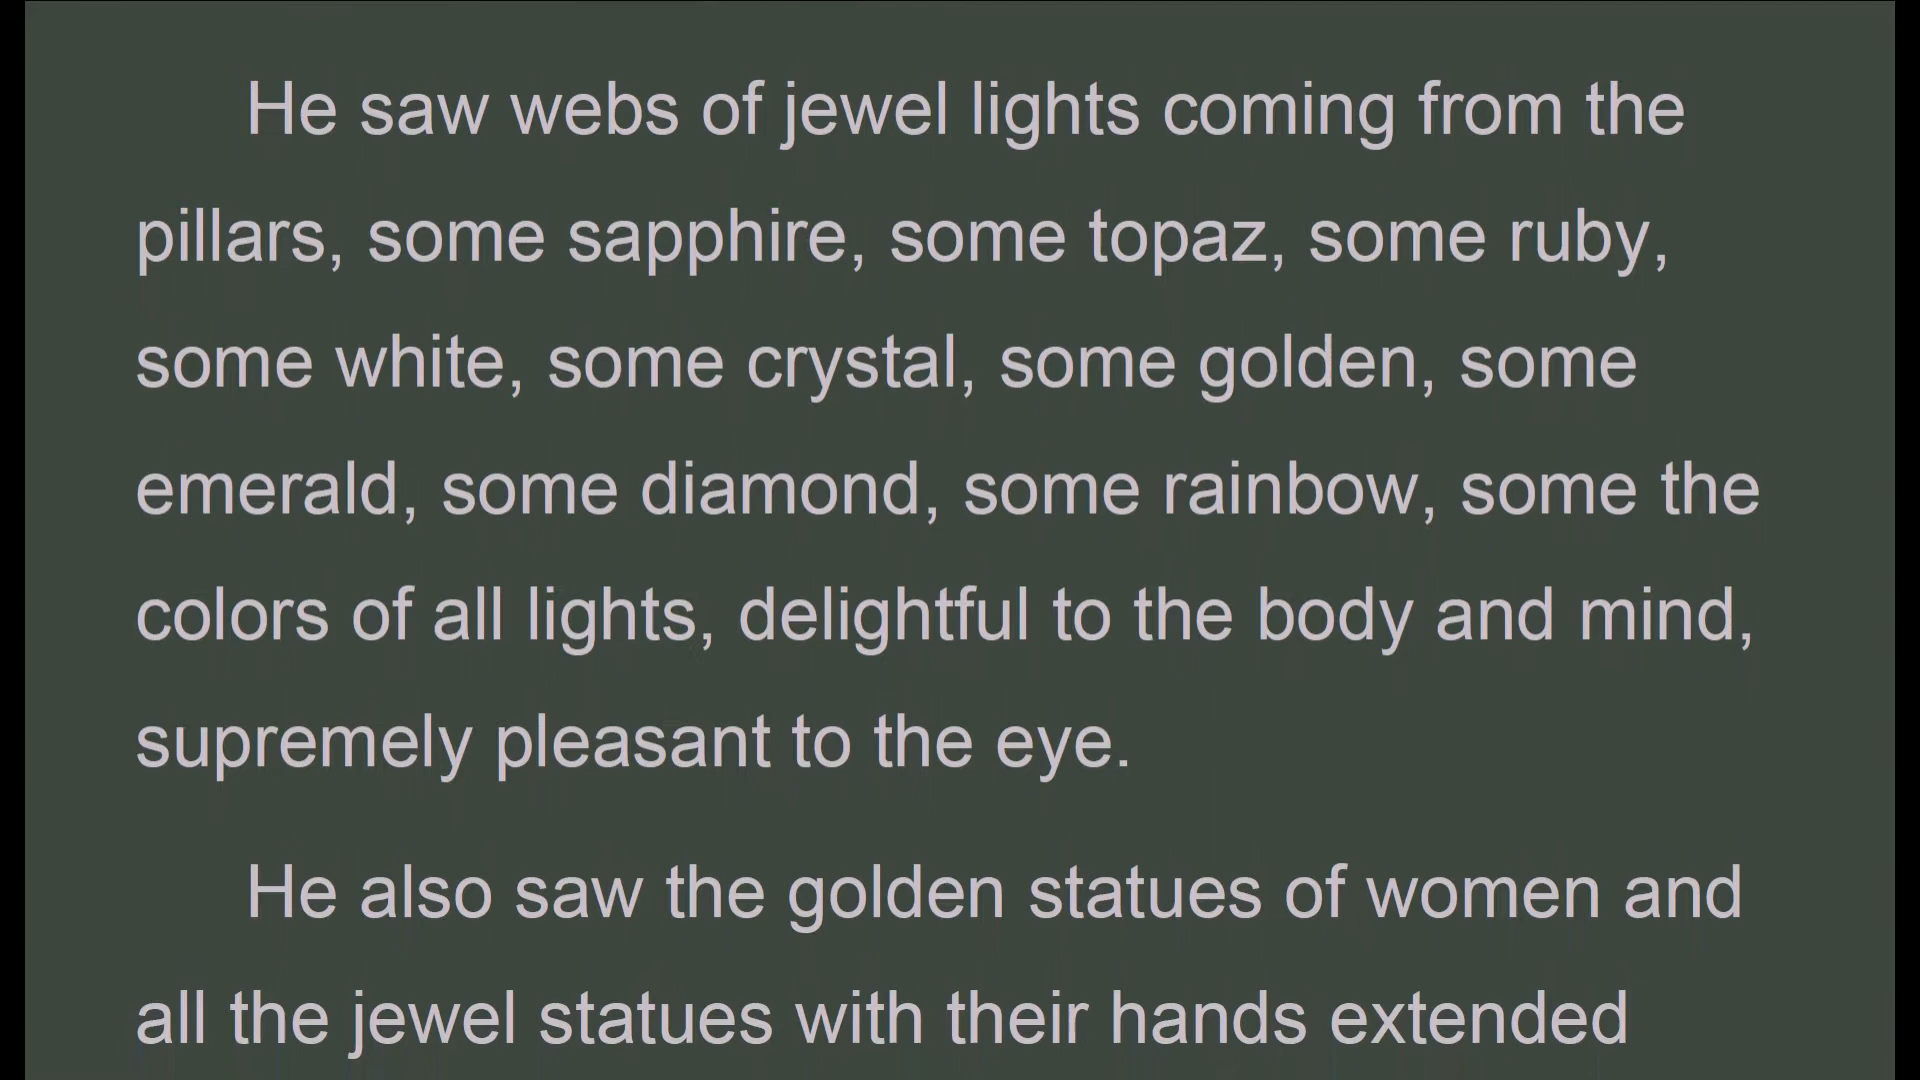 He saw webs of jewel lights coming from the
pillars, some sapphire, some topaz, some ruby,
some white, some crystal, some golden, some
emerald, some diamond, some rainbow, some the
colors of all lights, delightful to the body and mind,
supremely pleasant to the eye.
He also saw the golden statues of women and
all the jewel statues with their hands extended